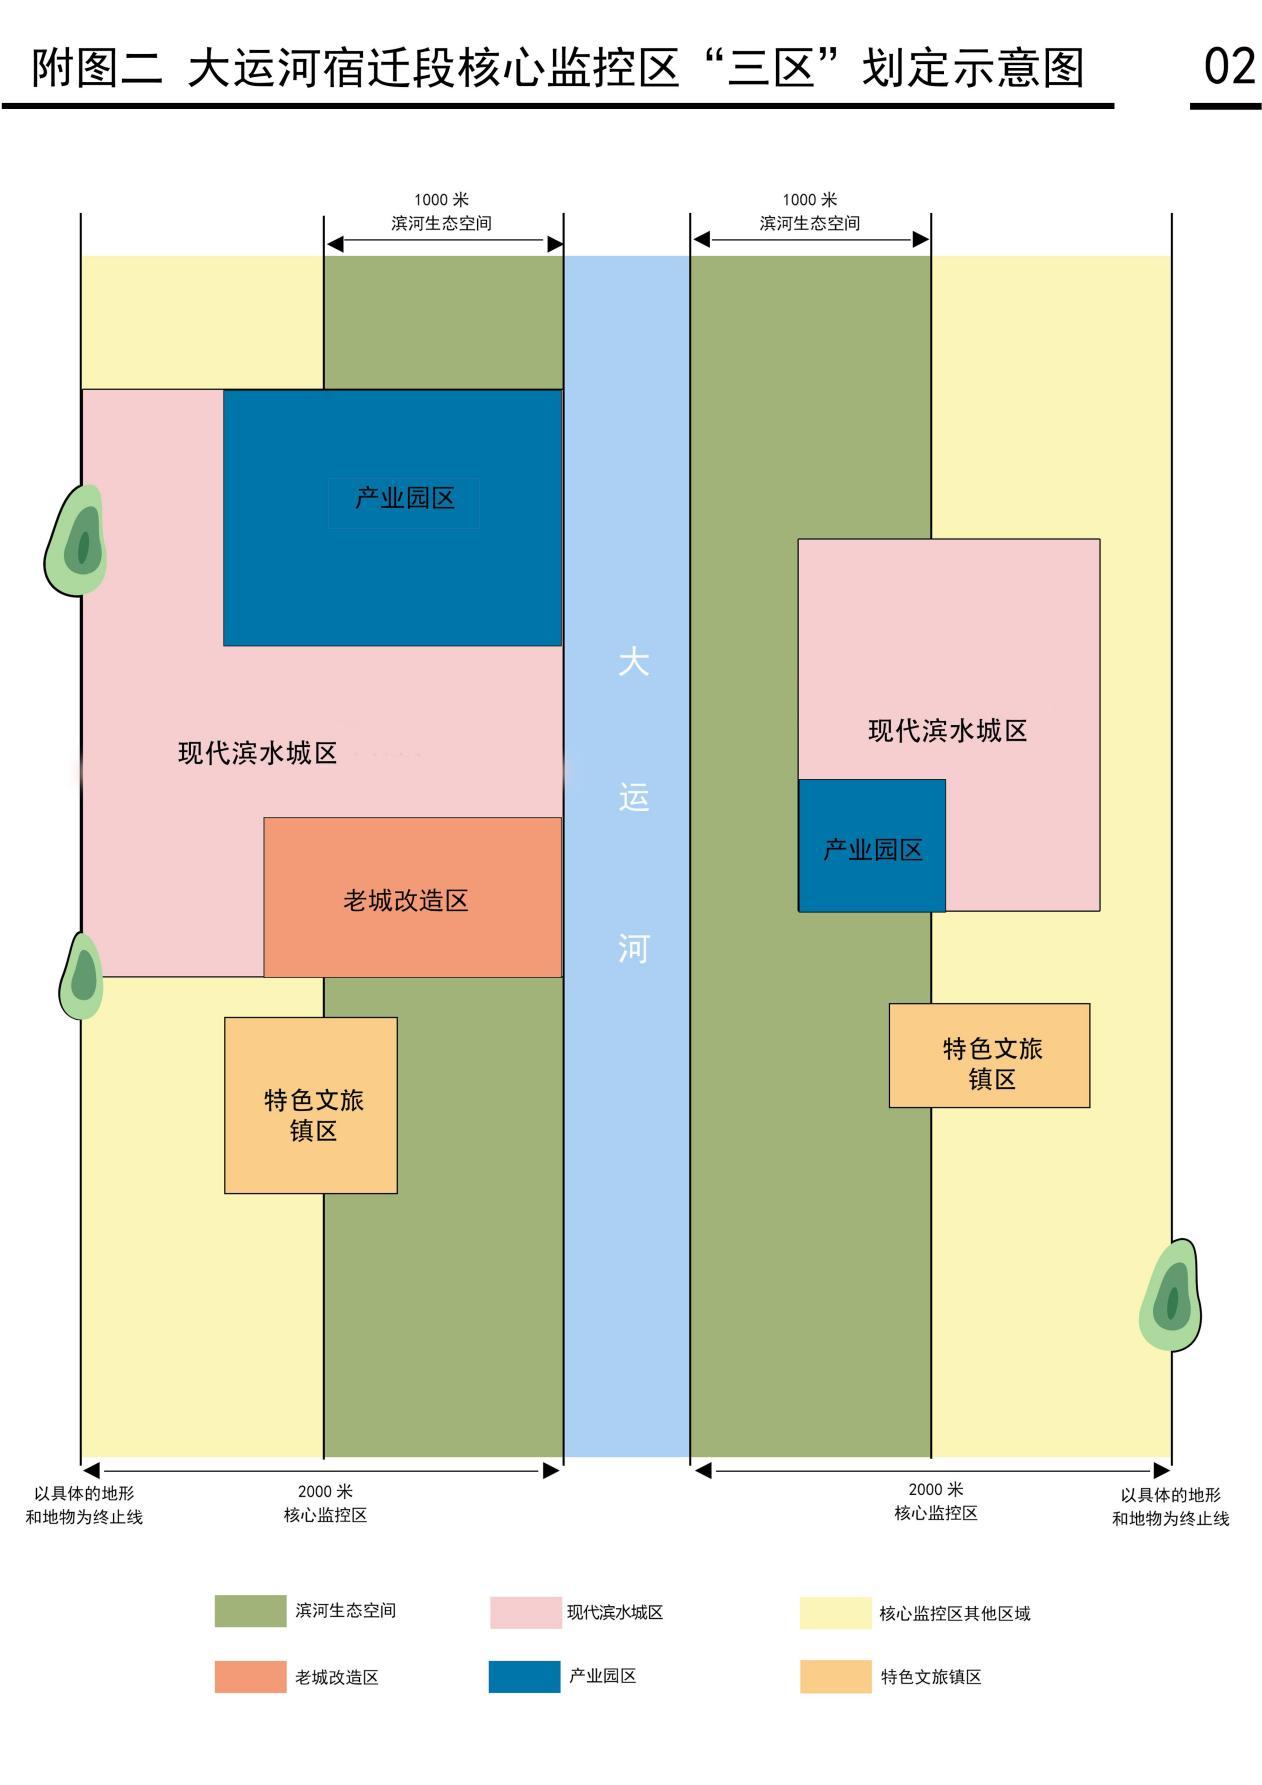 附图二 大运河宿迁段核心监控区“三区”划定示意图
02
1000 米
滨河生态空间
1000 米
滨河生态空间
产业园区
大
运
河
现代滨水城区
现代滨水城区
产业园区
老城改造区
特色文旅
镇区
特色文旅
镇区
以具体的地形
和地物为终止线
2000 米
核心监控区
2000 米
核心监控区
以具体的地形
和地物为终止线
滨河生态空间
现代滨水城区
核心监控区其他区域
老城改造区
产业园区
特色文旅镇区